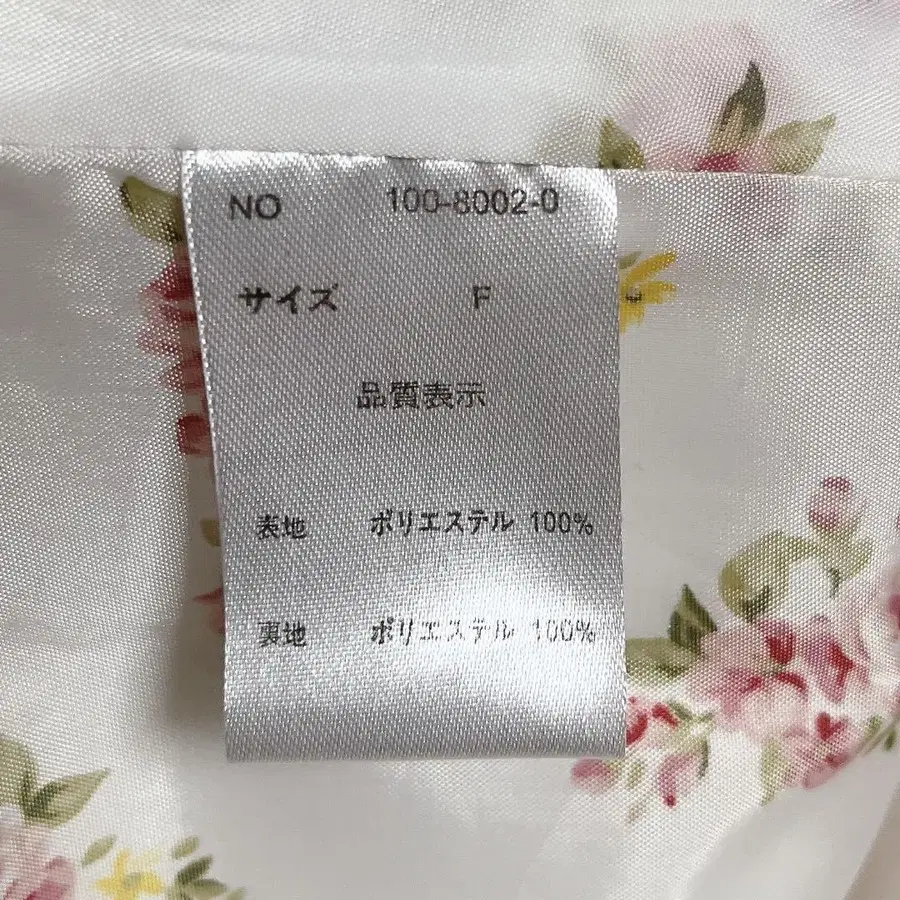 NO 100-8002-0
サイズ F
品質表示
表地 ポリエステル 100%
裏地 ポリエステル 100%